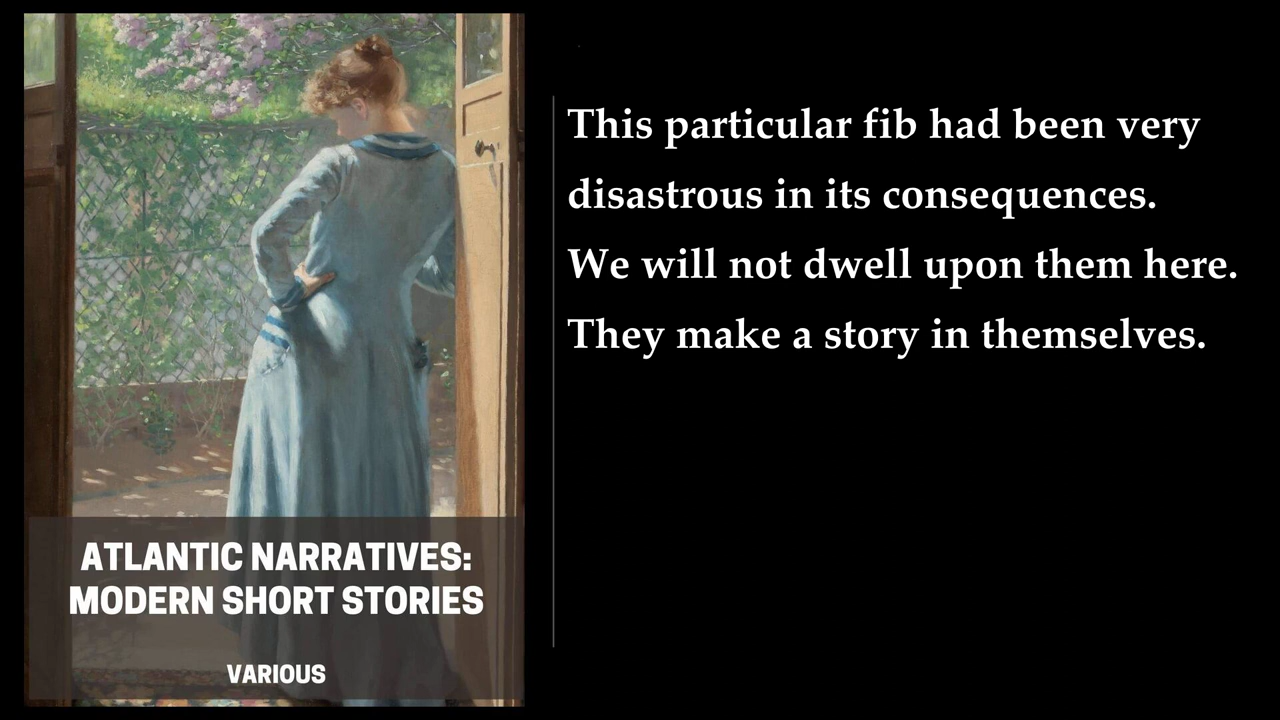 This particular fib had been very
disastrous in its consequences.
We will not dwell upon them here.
They make a story in themselves.
ATLANTIC NARRATIVES:
MODERN SHORT STORIES
VARIOUS